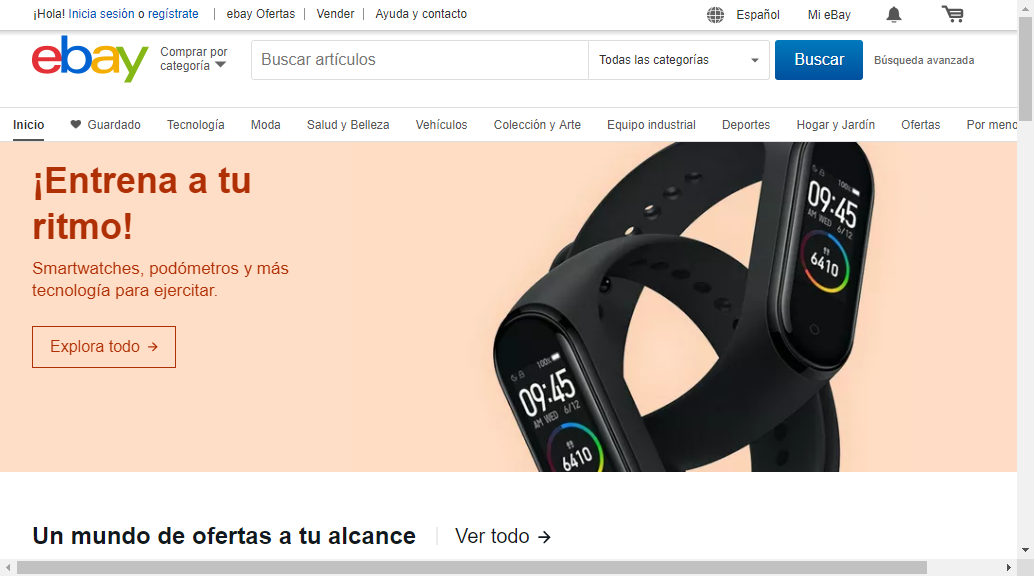 ¡Hola! Inicia sesión o regístrate
ebay Ofertas
Vender
Ayuda y contacto
Español
Mi eBay
ebay
Comprar por
categoría
Buscar artículos
Todas las categorías
Buscar
Búsqueda avanzada
Inicio
Guardado
Tecnología
Moda
Salud y Belleza
Vehículos
Colección y Arte
Equipo industrial
Deportes
Hogar y Jardín
Ofertas
Por meno
¡Entrena a tu
ritmo!
Smartwatches, podómetros y más
tecnología para ejercitar.
Explora todo →
100%
09:45
AM WED 6/12
6410
100%
09:45
AM WED 6/12
6410
Un mundo de ofertas a tu alcance
Ver todo →